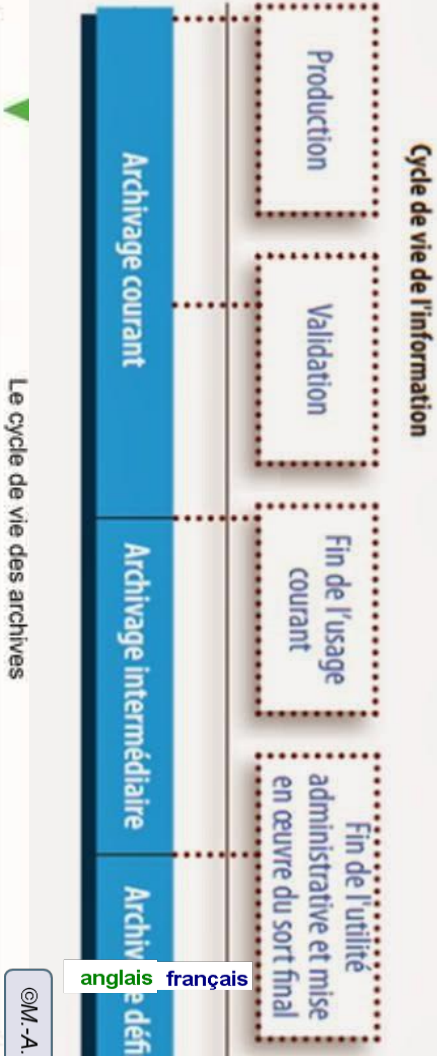 Cycle de vie de l'information
Production
Validation
Fin de l'usage
courant
Fin de l'utilité
administrative et mise
en œuvre du sort final
Archivage courant
Archivage intermédiaire
anglais français
Le cycle de vie des archives
©M.-A.